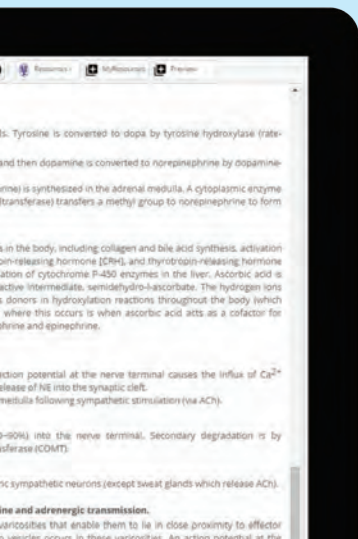 Resources
MyResources
Preview
ls. Tyrosine is converted to dopa by tyrosine hydroxylase (rate-
and then dopamine is converted to norepinephrine by dopamine-
rine) is synthesized in the adrenal medulla. A cytoplasmic enzyme
ltransferase) transfers a methyl group to norepinephrine to form
s in the body, including collagen and bile acid synthesis, activation
pin-releasing hormone [CRH], and thyrotropin-releasing hormone
lation of cytochrome P-450 enzymes in the liver. Ascorbic acid is
active intermediate, semidehydro-l-ascorbate. The hydrogen ions
s donors in hydroxylation reactions throughout the body (which
where this occurs is when ascorbic acid acts as a cofactor for
phrine and epinephrine.
ction potential at the nerve terminal causes the influx of Ca2+
elease of NE into the synaptic cleft.
medulla following sympathetic stimulation (via ACh).
0–90%) into the nerve terminal. Secondary degradation is by
sferase (COMT)
ic sympathetic neurons (except sweat glands which release ACh).
ine and adrenergic transmission.
varicosities that enable them to lie in close proximity to effector
vesicles occurs in these varicosities. An action potential at the